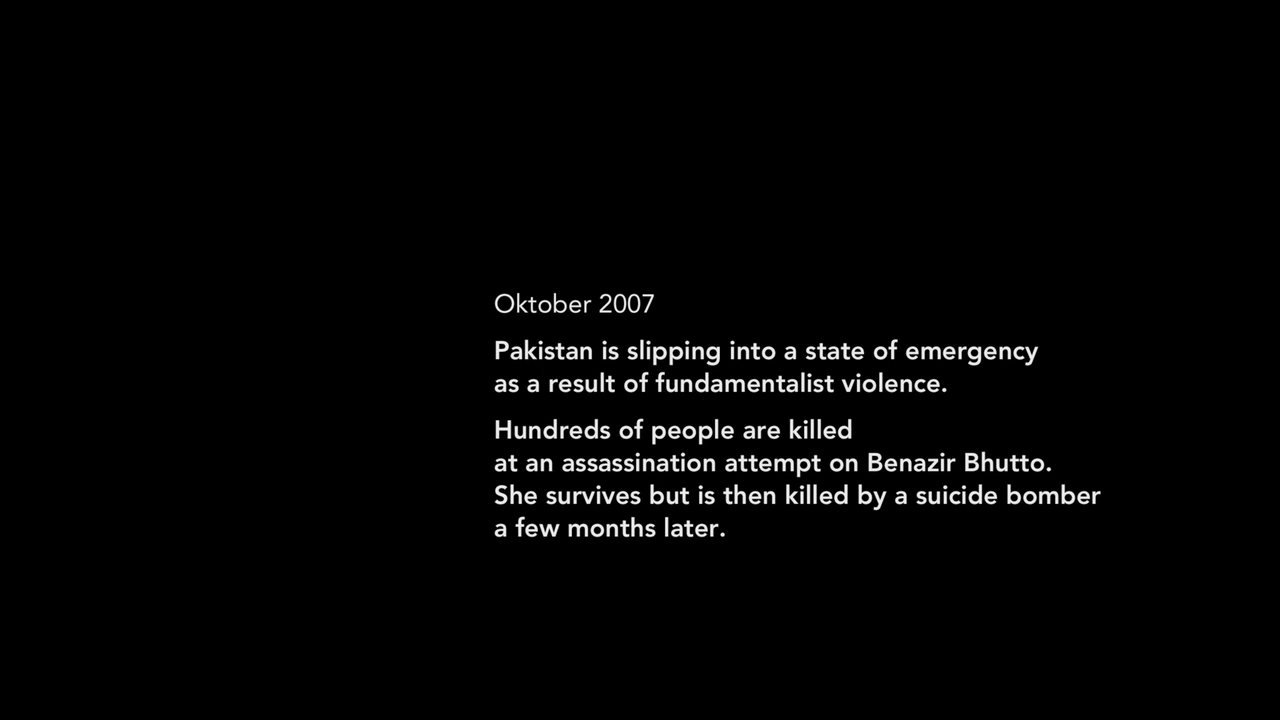 Oktober 2007
Pakistan is slipping into a state of emergency
as a result of fundamentalist violence.
Hundreds of people are killed
at an assassination attempt on Benazir Bhutto.
She survives but is then killed by a suicide bomber
a few months later.